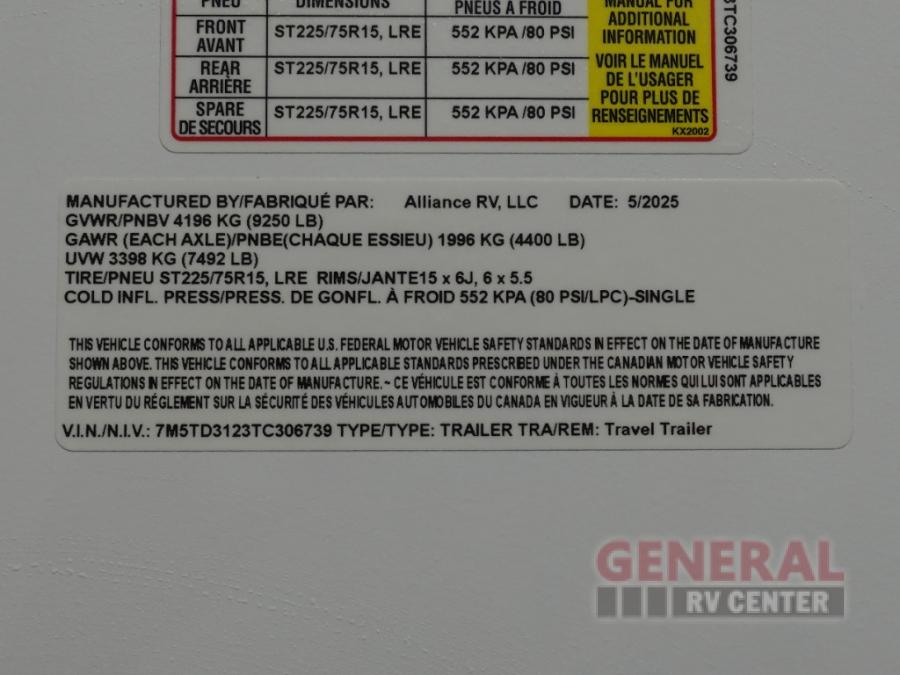 PNEU DIMENSIONS PNEUS À FROID
FRONT
AVANT
ST225/75R15, LRE 552 KPA /80 PSI
REAR
ARRIÈRE
ST225/75R15, LRE 552 KPA /80 PSI
SPARE
DE SECOURS
ST225/75R15, LRE 552 KPA /80 PSI
MANUAL FOR
ADDITIONAL
INFORMATION
VOIR LE MANUEL
DE L'USAGER
POUR PLUS DE
RENSEIGNEMENTS
KX2002
TC306739
MANUFACTURED BY/FABRIQUÉ PAR: Alliance RV, LLC DATE: 5/2025
GVWR/PNBV 4196 KG (9250 LB)
GAWR (EACH AXLE)/PNBE(CHAQUE ESSIEU) 1996 KG (4400 LB)
UVW 3398 KG (7492 LB)
TIRE/PNEU ST225/75R15, LRE RIMS/JANTE15 x 6J, 6 x 5.5
COLD INFL. PRESS/PRESS. DE GONFL. À FROID 552 KPA (80 PSI/LPC)-SINGLE
THIS VEHICLE CONFORMS TO ALL APPLICABLE U.S. FEDERAL MOTOR VEHICLE SAFETY STANDARDS IN EFFECT ON THE DATE OF MANUFACTURE
SHOWN ABOVE. THIS VEHICLE CONFORMS TO ALL APPLICABLE STANDARDS PRESCRIBED UNDER THE CANADIAN MOTOR VEHICLE SAFETY
REGULATIONS IN EFFECT ON THE DATE OF MANUFACTURE.~ CE VÉHICULE EST CONFORME À TOUTES LES NORMES QUI LUI SONT APPLICABLES
EN VERTU DU RÉGLEMENT SUR LA SÉCURITÉ DES VÉHICULES AUTOMOBILES DU CANADA EN VIGUEUR À LA DATE DE SA FABRICATION.
V.I.N./N.I.V.: 7M5TD3123TC306739 TYPE/TYPE: TRAILER TRA/REM: Travel Trailer
GENERAL
RV CENTER